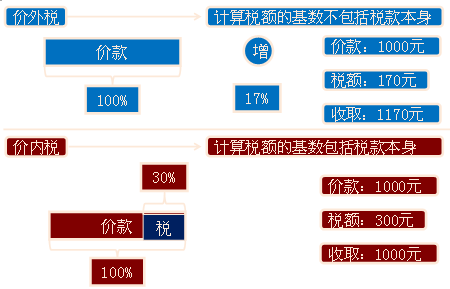 价外税
计算税额的基数不包括税款本身
价款
增
价款：1000元
100%
17%
税额：170元
收取：1170元
价内税
计算税额的基数包括税款本身
30%
价款：1000元
价款
税
税额：300元
100%
收取：1000元